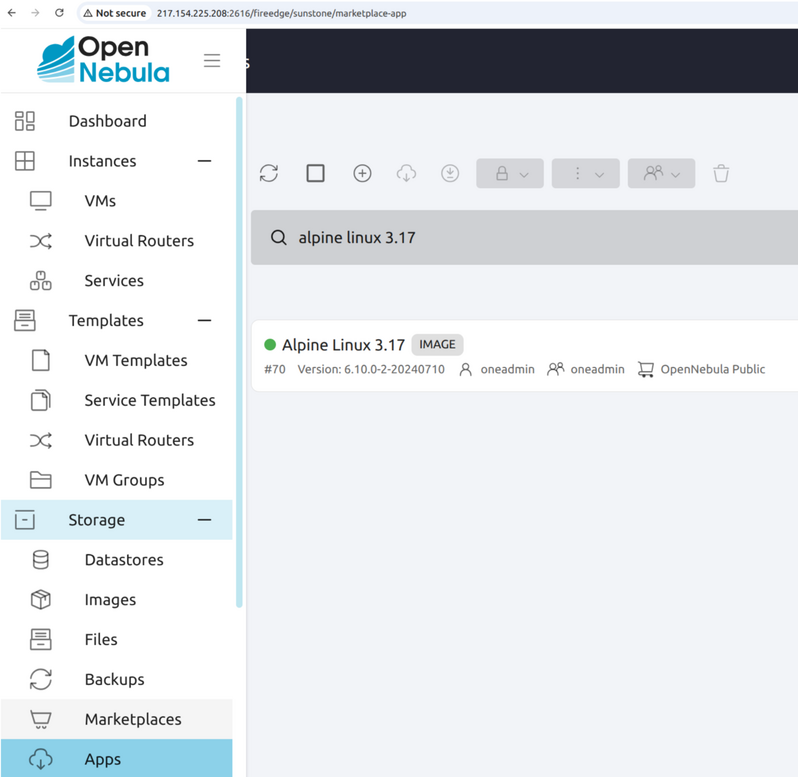 Not secure 217.154.225.208:2616/fireedge/sunstone/marketplace-app
Open
Nebula
s
Dashboard
Instances
VMs
Virtual Routers
Services
Templates
VM Templates
Service Templates
Virtual Routers
VM Groups
Storage
Datastores
Images
Files
Backups
Marketplaces
Apps
alpine linux 3.17
Alpine Linux 3.17 IMAGE
#70 Version: 6.10.0-2-20240710 oneadmin oneadmin OpenNebula Public